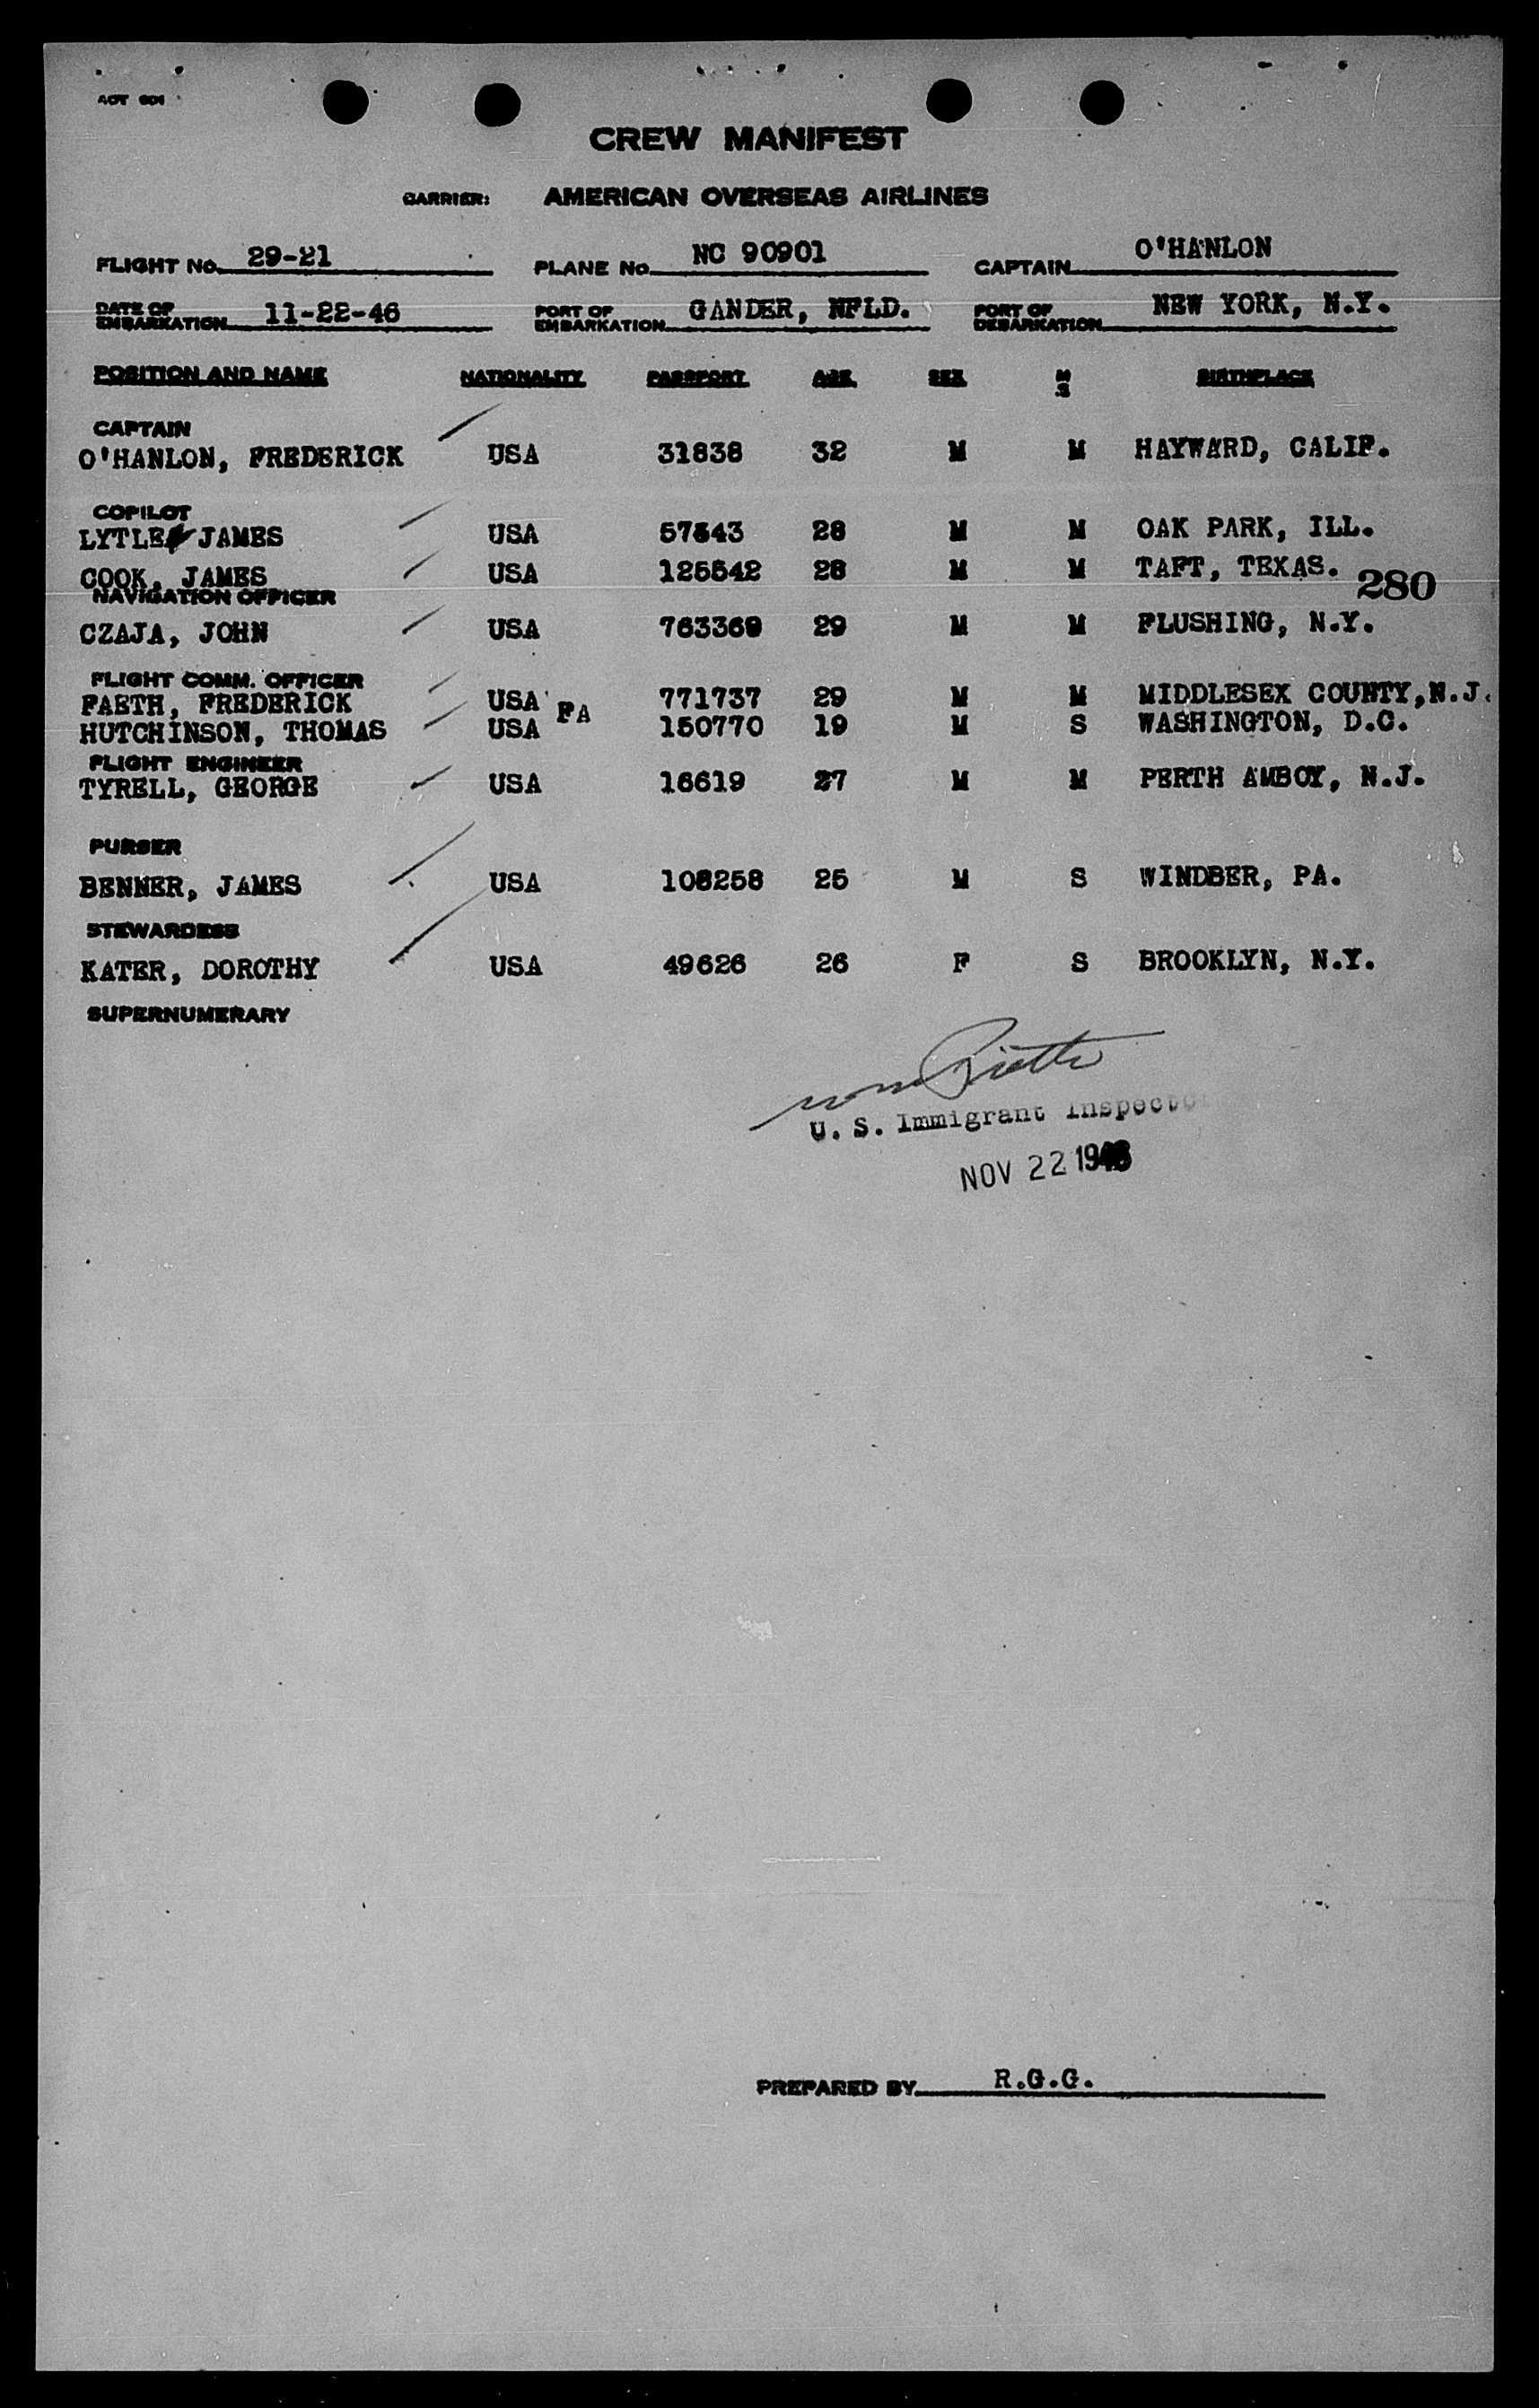 AOT 601
CREW MANIFEST
CARRIER: AMERICAN OVERSEAS AIRLINES
FLIGHT No. 29-21 PLANE No. NC 90901 CAPTAIN O'HANLON
DATE OF EMBARKATION 11-22-46 PORT OF EMBARKATION GANDER, NFLD. PORT OF DEBARKATION NEW YORK, N.Y.
POSITION AND NAME NATIONALITY PASSPORT AGE SEX M S BIRTHPLACE
CAPTAIN
O'HANLON, FREDERICK USA 31838 32 M M HAYWARD, CALIF.
COPILOT
LYTLE, JAMES USA M M OAK PARK, ILL.
COOK, JAMES USA 125542 28 M M TAFT, TEXAS.
280
NAVIGATION OFFICER
CZAJA, JOHN USA 763369 29 M M FLUSHING, N.Y.
FLIGHT COMM. OFFICER
FAETH, FREDERICK USA 771737 29 M M MIDDLESEX COUNTY,N.J.
HUTCHINSON, THOMAS USA FA 150770 19 M S WASHINGTON, D.C.
FLIGHT ENGINEER
TYRELL, GEORGE USA 16619 27 M M PERTH AMBOY, N.J.
PURSER
BENNER, JAMES USA 108258 25 M S WINDBER, PA.
STEWARDESS
KATER, DOROTHY USA 49626 26 F S BROOKLYN, N.Y.
SUPERNUMERARY
U. S. Immigrant Inspector
NOV 22 1946
PREPARED BY R.G.G.